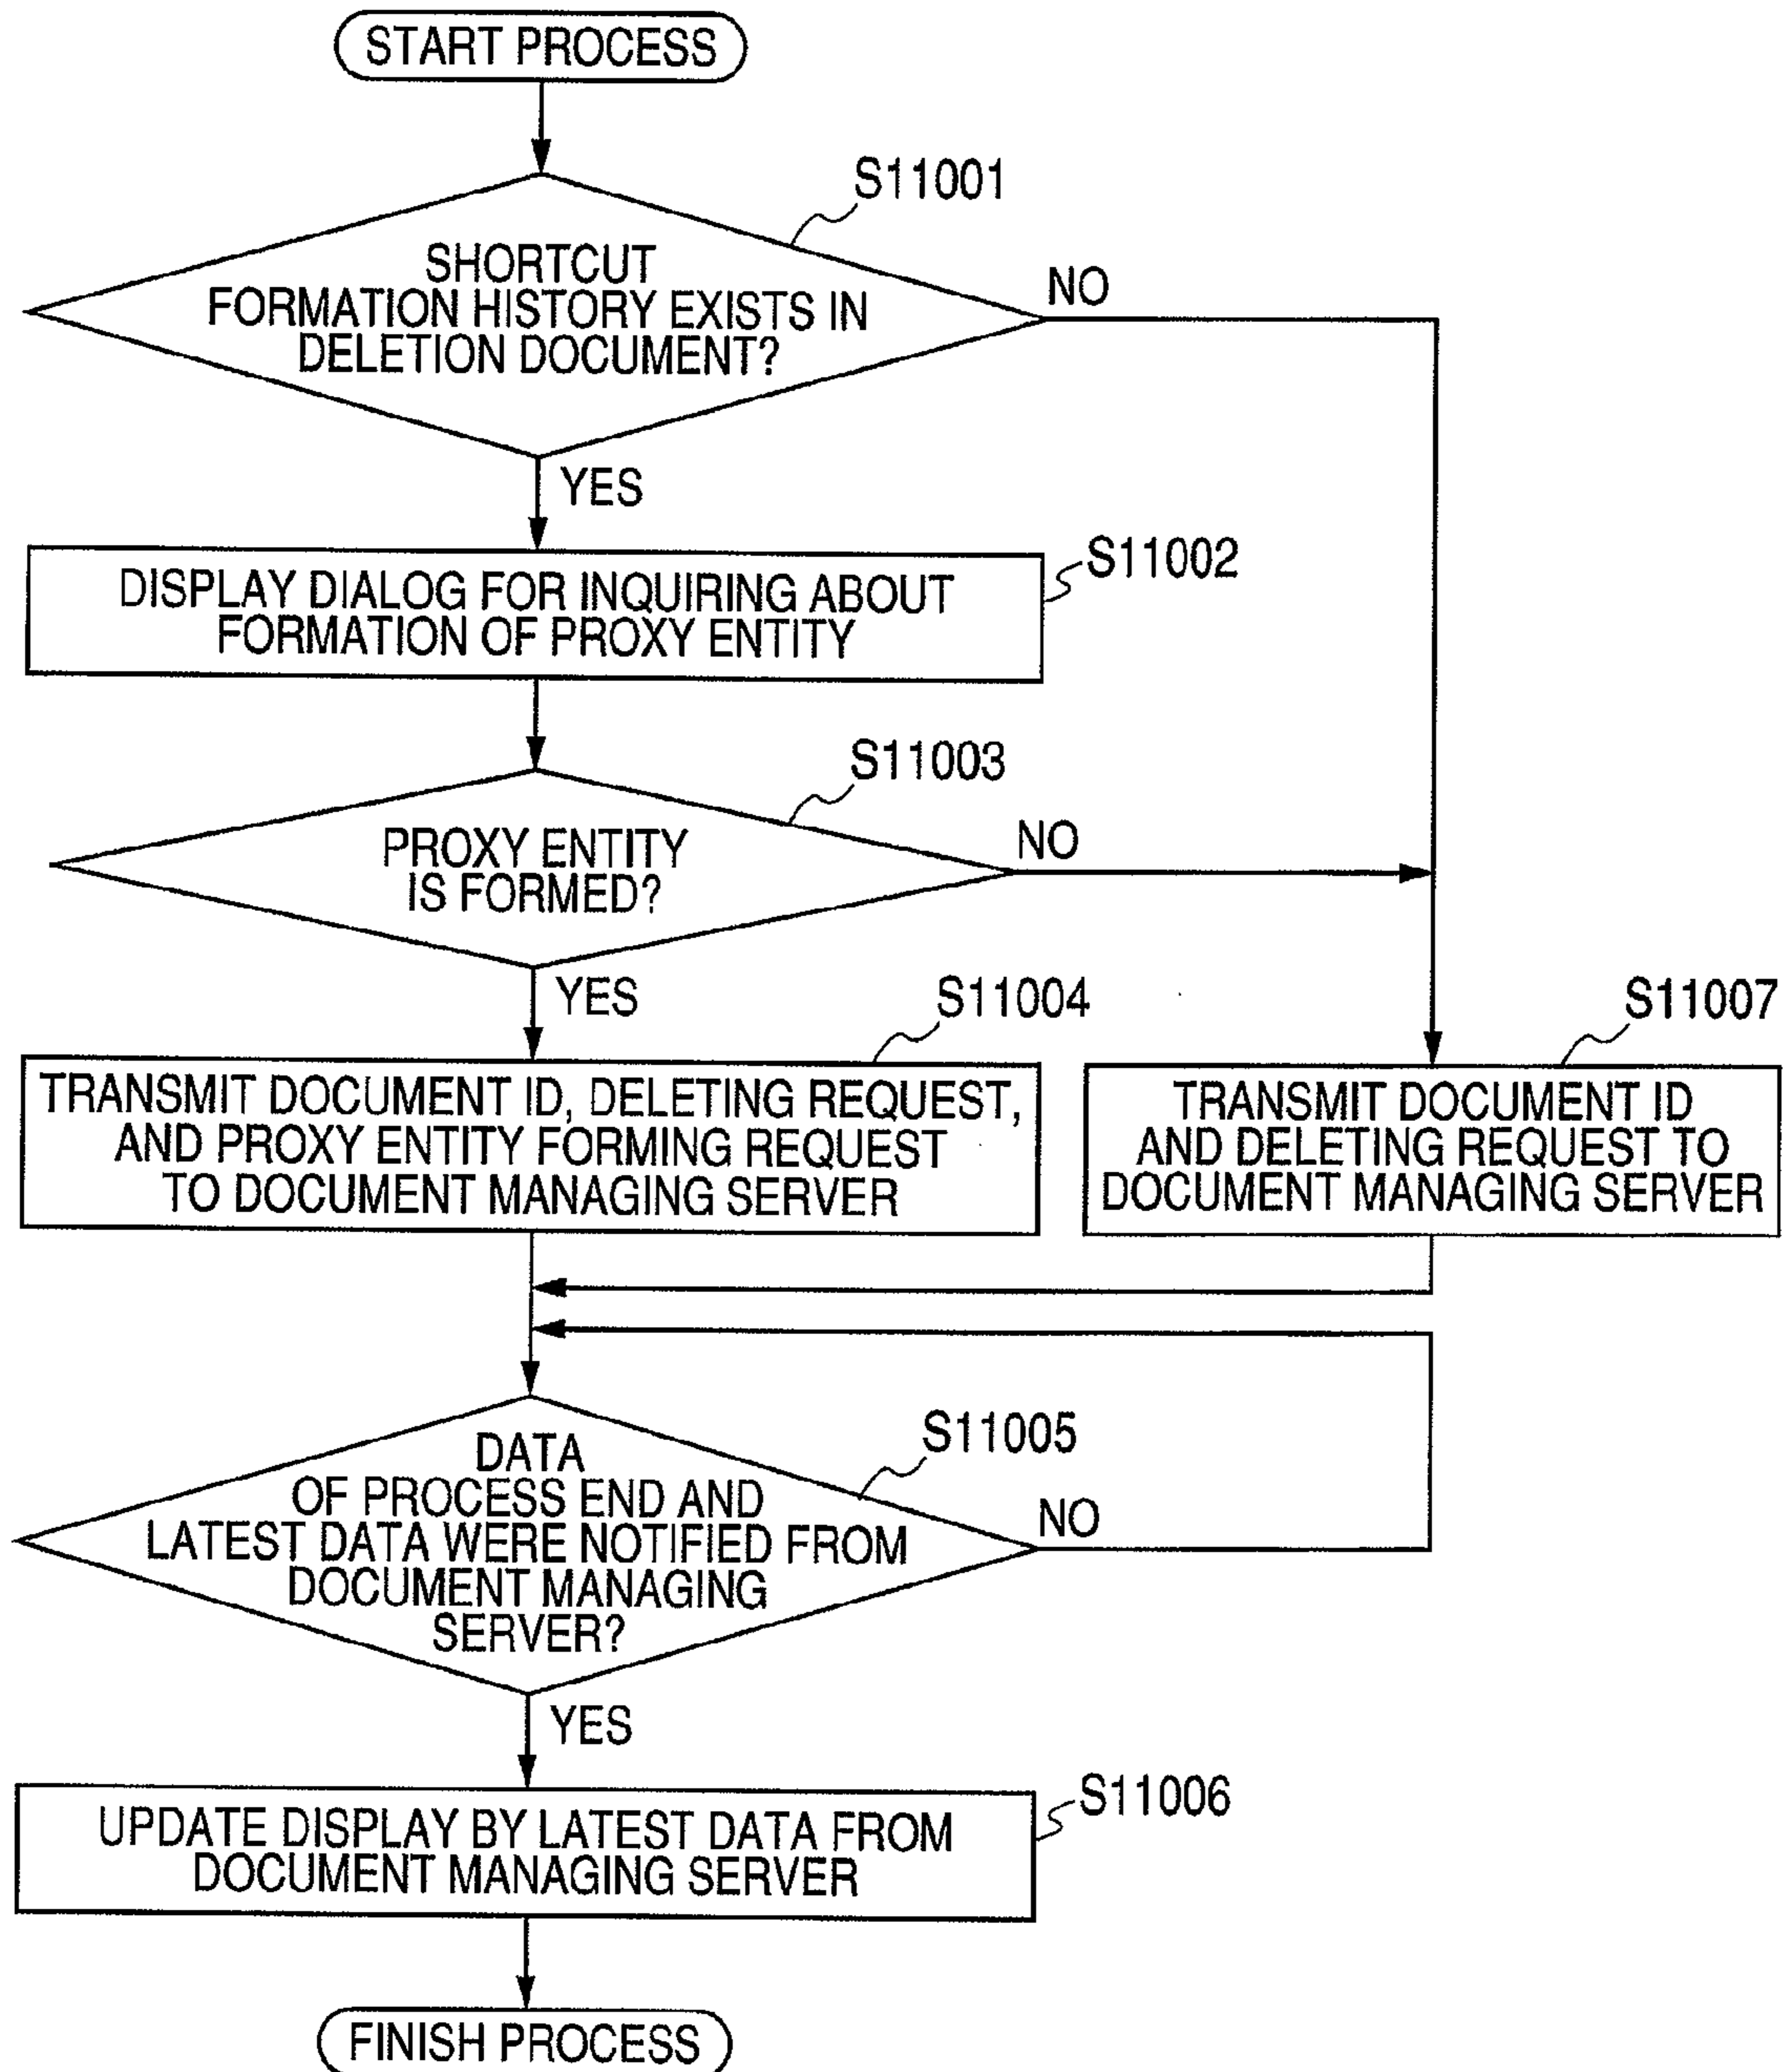 START PROCESS
S11001
SHORTCUT
FORMATION HISTORY EXISTS IN
DELETION DOCUMENT?
NO
YES
S11002
DISPLAY DIALOG FOR INQUIRING ABOUT
FORMATION OF PROXY ENTITY
S11003
PROXY ENTITY
IS FORMED?
NO
YES
S11004
TRANSMIT DOCUMENT ID, DELETING REQUEST,
AND PROXY ENTITY FORMING REQUEST
TO DOCUMENT MANAGING SERVER
S11007
TRANSMIT DOCUMENT ID
AND DELETING REQUEST TO
DOCUMENT MANAGING SERVER
S11005
DATA
OF PROCESS END AND
LATEST DATA WERE NOTIFIED FROM
DOCUMENT MANAGING
SERVER?
NO
YES
S11006
UPDATE DISPLAY BY LATEST DATA FROM
DOCUMENT MANAGING SERVER
FINISH PROCESS